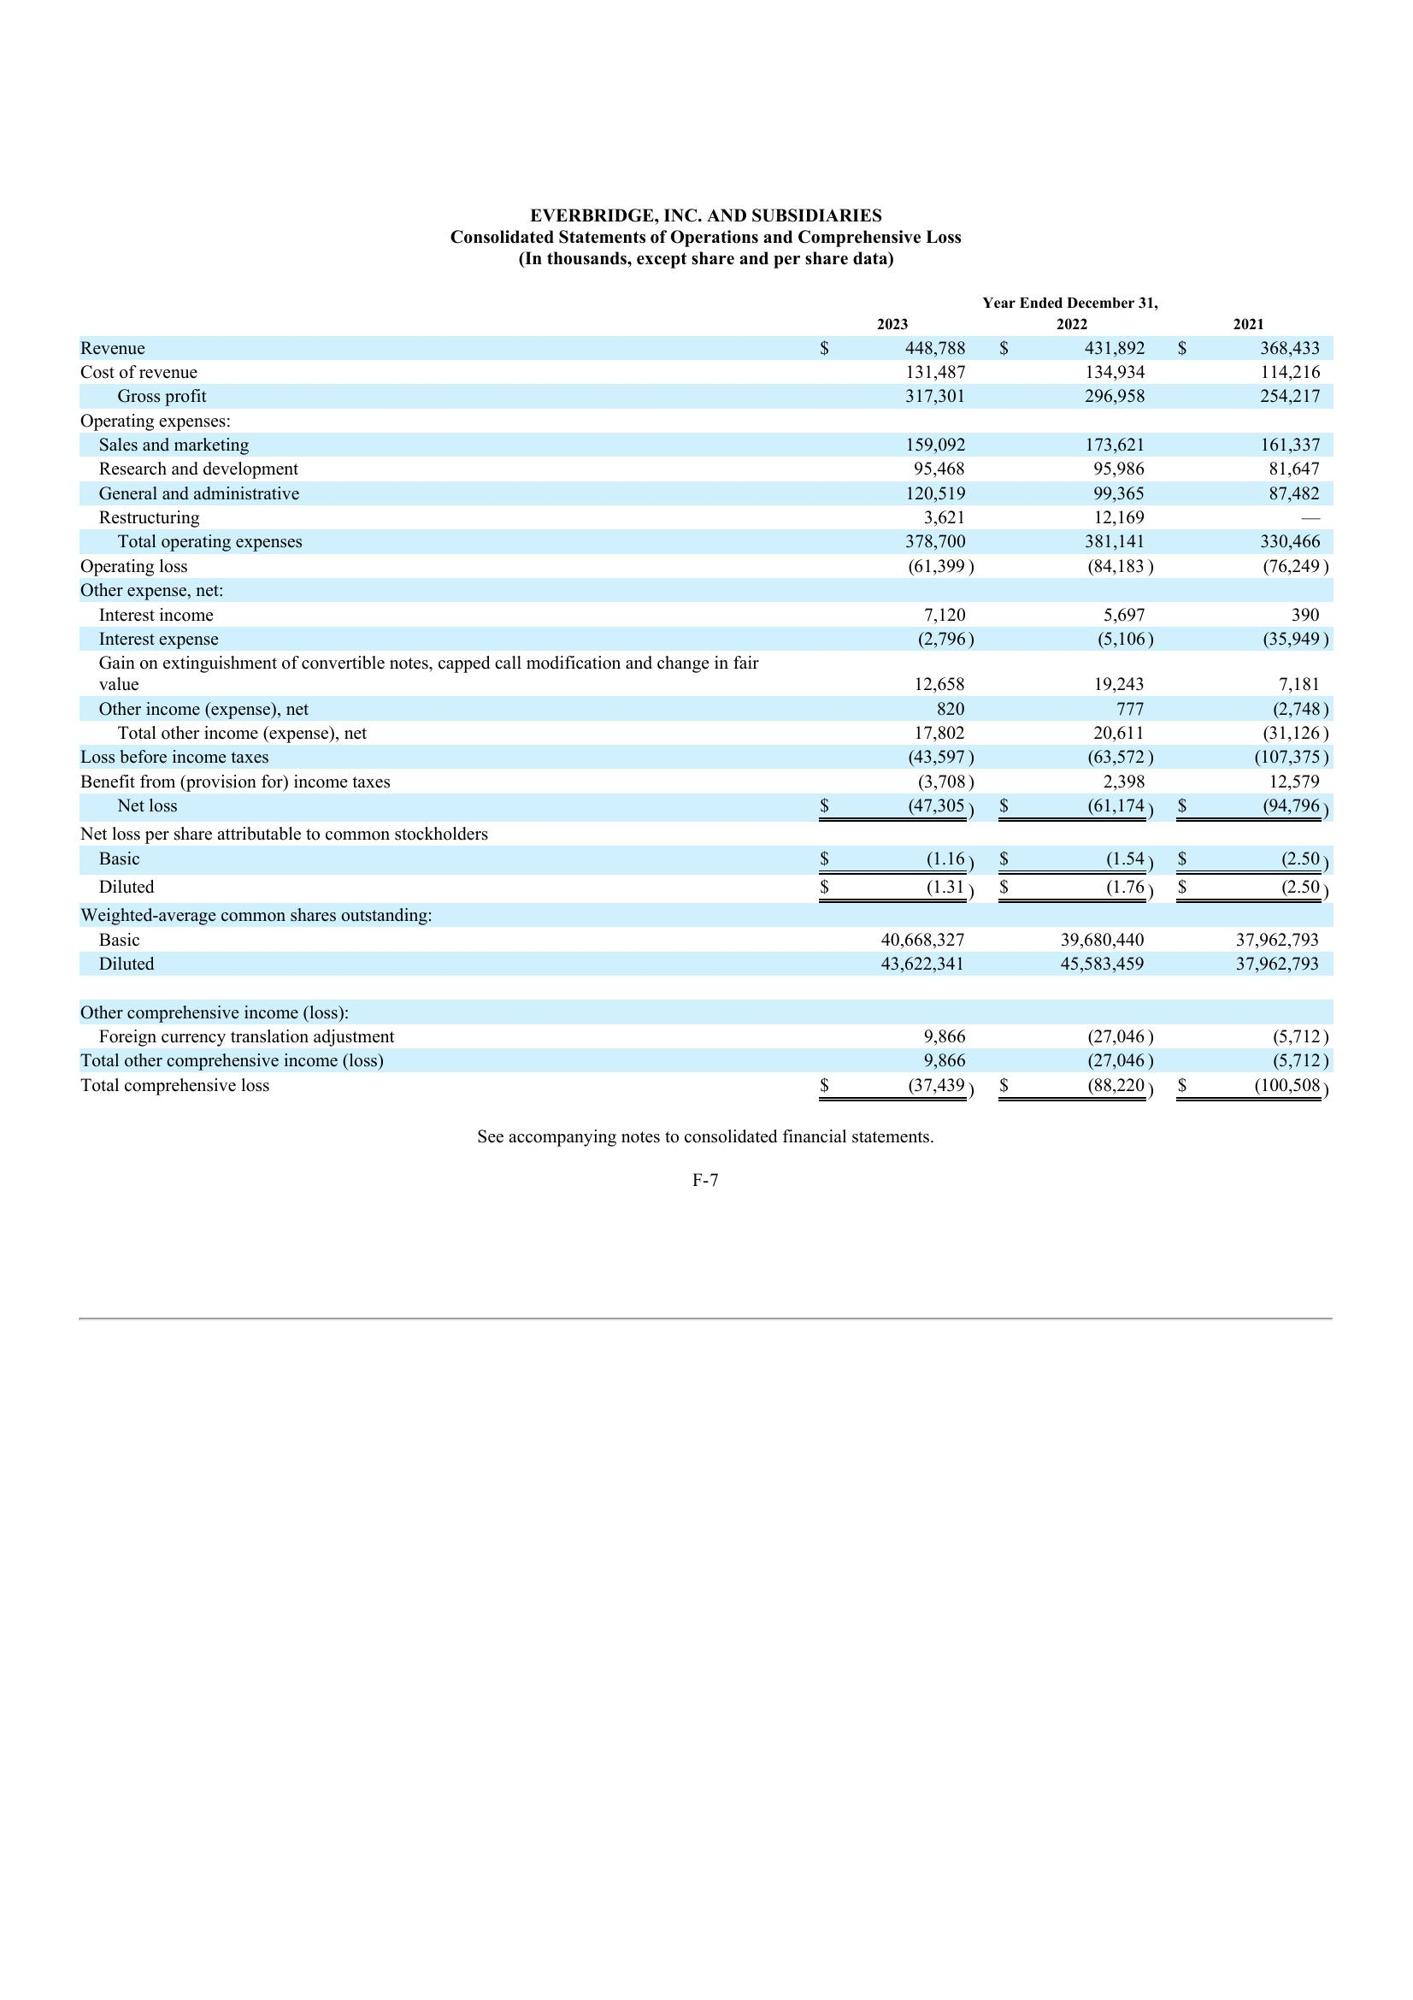 EVERBRIDGE, INC. AND SUBSIDIARIES
Consolidated Statements of Operations and Comprehensive Loss
(In thousands, except share and per share data)
Year Ended December 31,
2023 2022 2021
Revenue $ 448,788 $ 431,892 $ 368,433
Cost of revenue 131,487 134,934 114,216
Gross profit 317,301 296,958 254,217
Operating expenses:
Sales and marketing 159,092 173,621 161,337
Research and development 95,468 95,986 81,647
General and administrative 120,519 99,365 87,482
Restructuring 3,621 12,169 —
Total operating expenses 378,700 381,141 330,466
Operating loss (61,399) (84,183) (76,249)
Other expense, net:
Interest income 7,120 5,697 390
Interest expense (2,796) (5,106) (35,949)
Gain on extinguishment of convertible notes, capped call modification and change in fair
value 12,658 19,243 7,181
Other income (expense), net 820 777 (2,748)
Total other income (expense), net 17,802 20,611 (31,126)
Loss before income taxes (43,597) (63,572) (107,375)
Benefit from (provision for) income taxes (3,708) 2,398 12,579
Net loss $ (47,305) $ (61,174) $ (94,796)
Net loss per share attributable to common stockholders
Basic $ (1.16) $ (1.54) $ (2.50)
Diluted $ (1.31) $ (1.76) $ (2.50)
Weighted-average common shares outstanding:
Basic 40,668,327 39,680,440 37,962,793
Diluted 43,622,341 45,583,459 37,962,793
Other comprehensive income (loss):
Foreign currency translation adjustment 9,866 (27,046) (5,712)
Total other comprehensive income (loss) 9,866 (27,046) (5,712)
Total comprehensive loss $ (37,439) $ (88,220) $ (100,508)
See accompanying notes to consolidated financial statements.
F-7